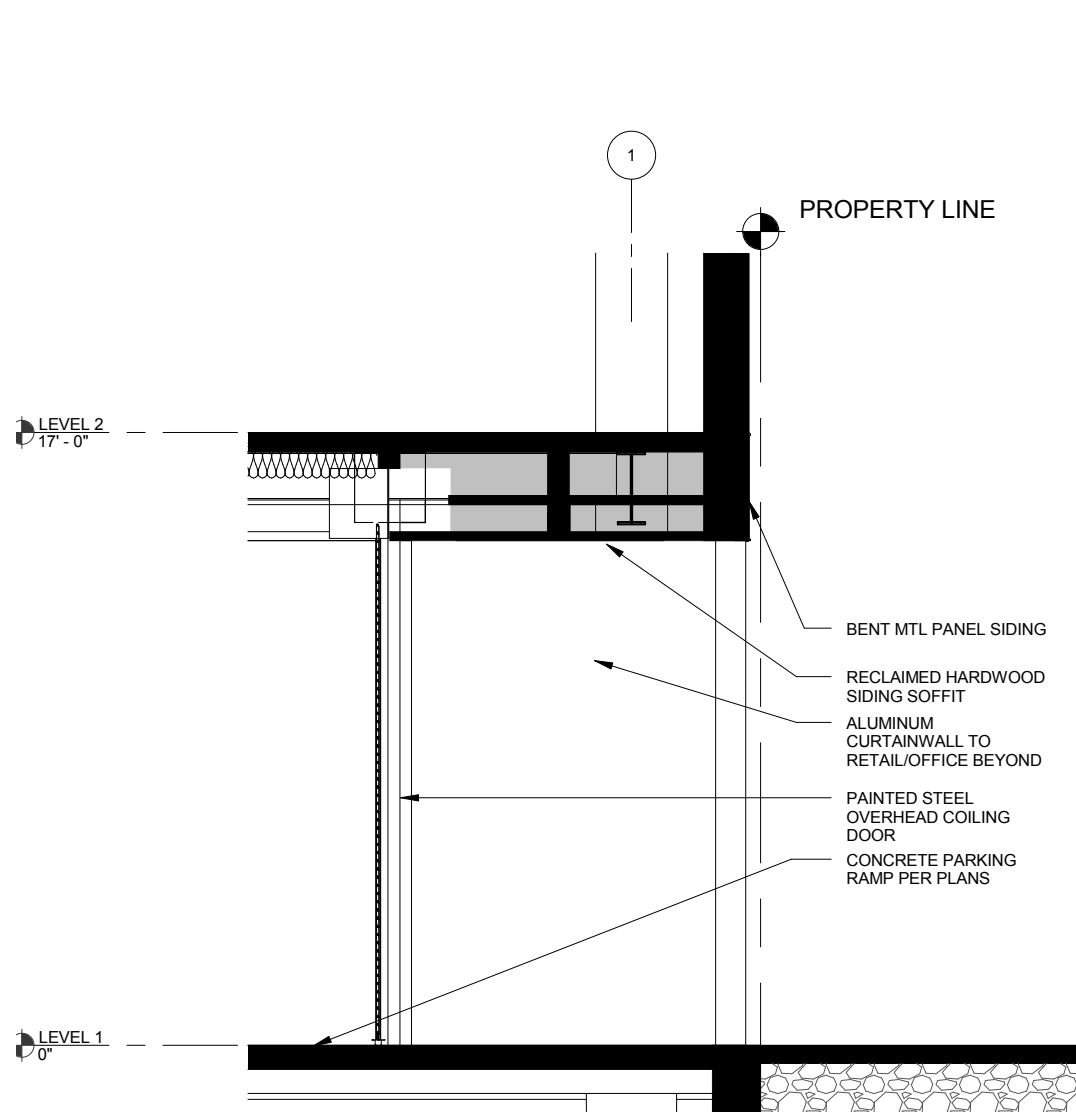 1
PROPERTY LINE
LEVEL 2
17' - 0"
BENT MTL PANEL SIDING
RECLAIMED HARDWOOD
SIDING SOFFIT
ALUMINUM
CURTAINWALL TO
RETAIL/OFFICE BEYOND
PAINTED STEEL
OVERHEAD COILING
DOOR
CONCRETE PARKING
RAMP PER PLANS
LEVEL 1
0"